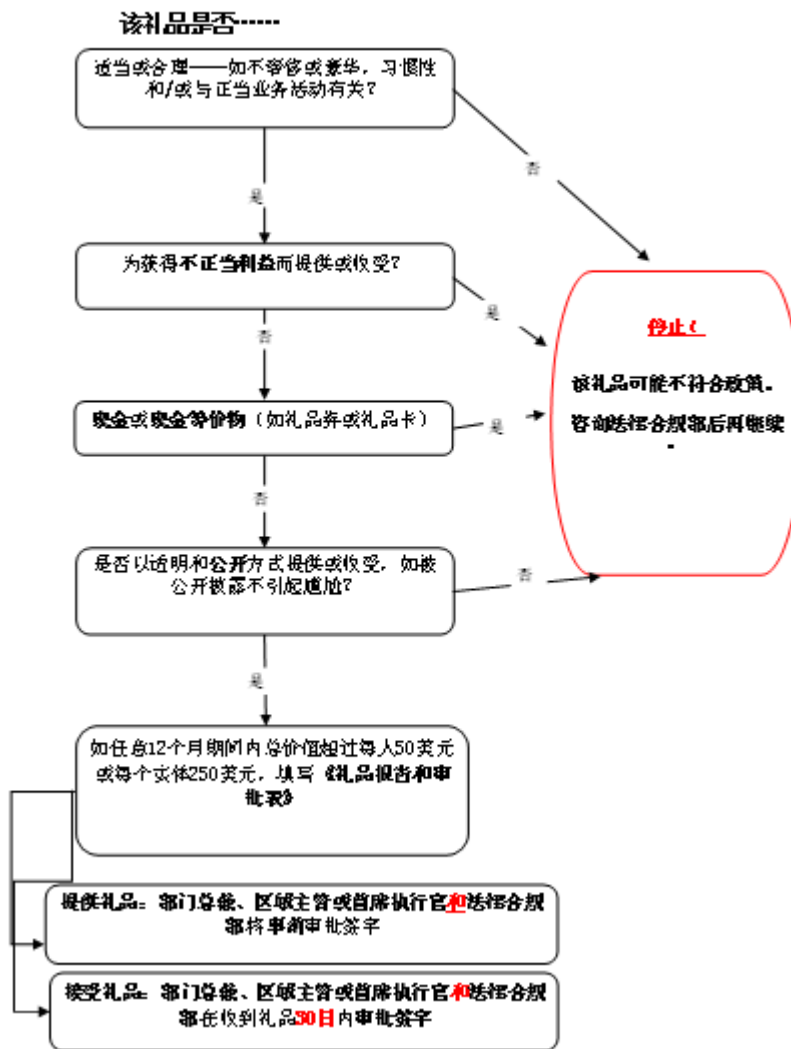 该礼品是否……
适当或合理——如不奢侈或豪华，习惯性
和/或与正当业务活动有关？
否
是
为获得不正当利益而提供或收受？
是
否
停止！
该礼品可能不符合政策。
咨询法律合规部后再继续
。
现金或现金等价物（如礼品券或礼品卡）
是
否
是否以透明和公开方式提供或收受，如被
公开披露不引起尴尬？
否
是
如任意12个月期间内总价值超过每人50美元
或每个实体250美元，填写《礼品报告和审
批表》
提供礼品：部门总裁、区域主管或首席执行官和法律合规
部将事前审批签字
接受礼品：部门总裁、区域主管或首席执行官和法律合规
部在收到礼品30日内审批签字